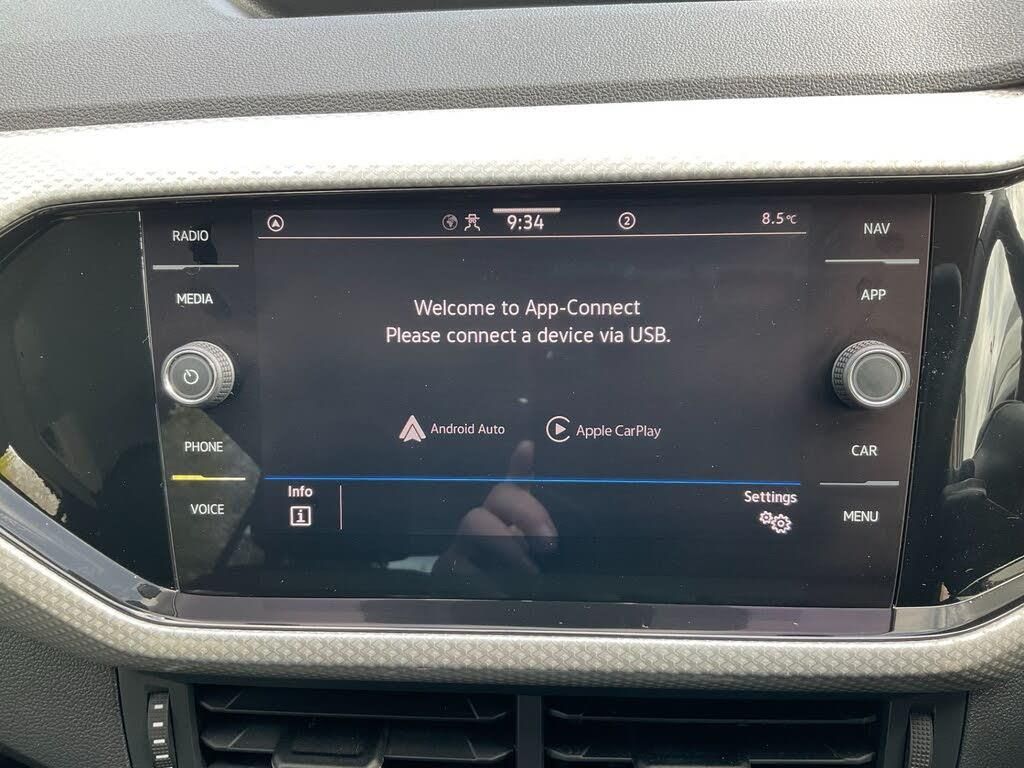 RADIO
MEDIA
PHONE
VOICE
9:34
2
8.5°C
Welcome to App-Connect
Please connect a device via USB.
Android Auto
Apple CarPlay
Info
i
Settings
NAV
APP
CAR
MENU